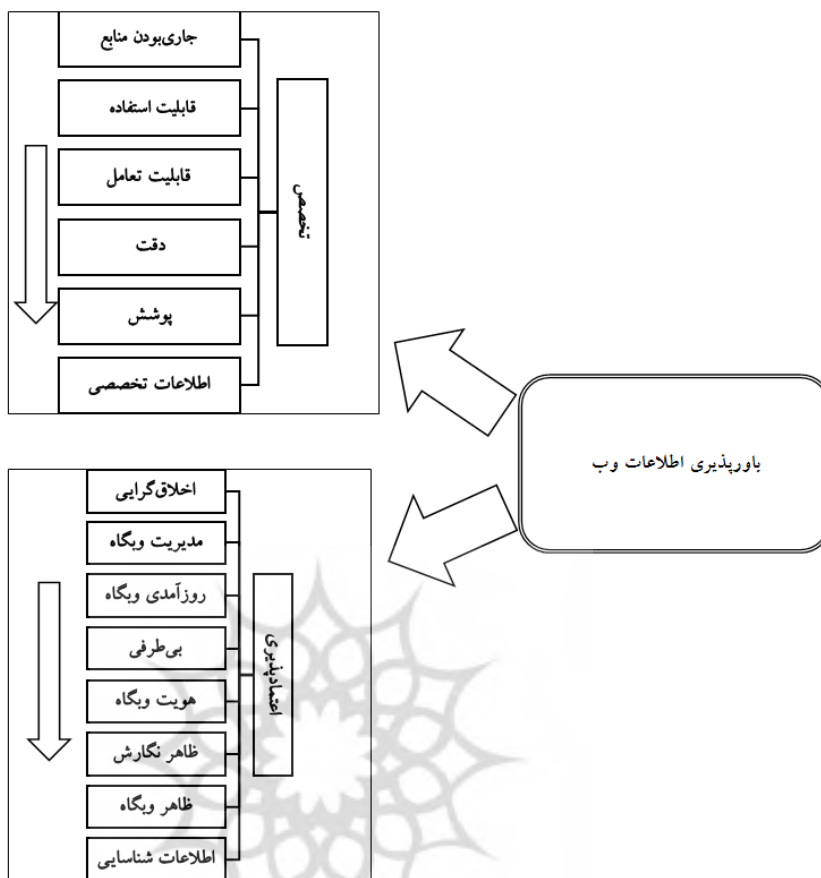 جاری‌بودن منابع
قابلیت استفاده
قابلیت تعامل
دقت
پوشش
اطلاعات تخصصی
تخصص
باورپذیری اطلاعات وب
اخلاق‌گرایی
مدیریت وبگاه
روزآمدی وبگاه
بی‌طرفی
هویت وبگاه
ظاهر نگارش
ظاهر وبگاه
اطلاعات شناسایی
اعتمادپذیری